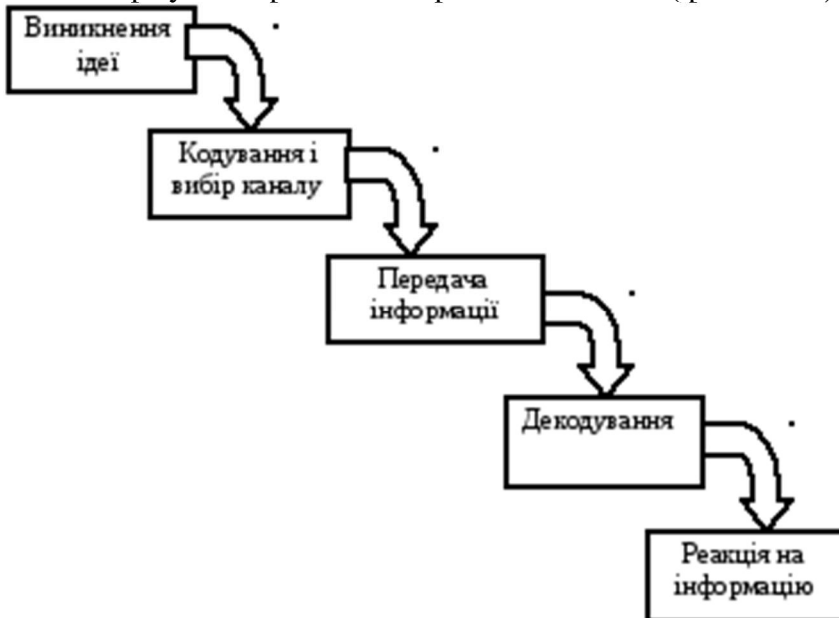 Виникнення
ідеї
Кодування і
вибір каналу
Передача
інформації
Декодування
Реакція на
інформацію